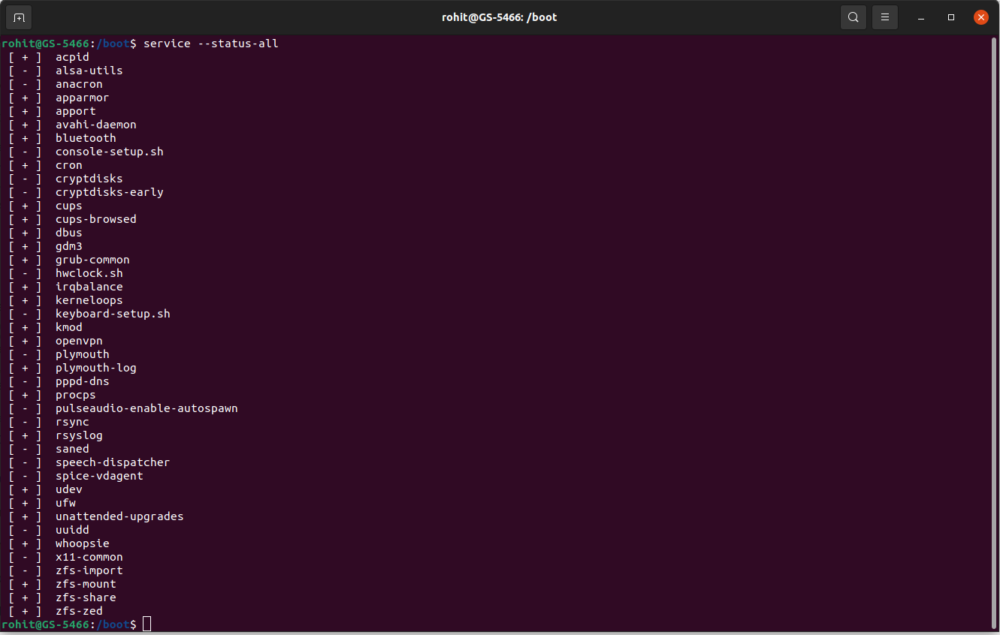 rohit@GS-5466: /boot
rohit@GS-5466:/boot$ service --status-all
 [ + ]  acpid
 [ - ]  alsa-utils
 [ - ]  anacron
 [ + ]  apparmor
 [ + ]  apport
 [ + ]  avahi-daemon
 [ + ]  bluetooth
 [ - ]  console-setup.sh
 [ + ]  cron
 [ - ]  cryptdisks
 [ - ]  cryptdisks-early
 [ + ]  cups
 [ + ]  cups-browsed
 [ + ]  dbus
 [ + ]  gdm3
 [ + ]  grub-common
 [ - ]  hwclock.sh
 [ + ]  irqbalance
 [ + ]  kerneloops
 [ - ]  keyboard-setup.sh
 [ + ]  kmod
 [ + ]  openvpn
 [ - ]  plymouth
 [ + ]  plymouth-log
 [ - ]  pppd-dns
 [ + ]  procps
 [ - ]  pulseaudio-enable-autospawn
 [ - ]  rsync
 [ + ]  rsyslog
 [ - ]  saned
 [ - ]  speech-dispatcher
 [ - ]  spice-vdagent
 [ + ]  udev
 [ + ]  ufw
 [ + ]  unattended-upgrades
 [ - ]  uuidd
 [ + ]  whoopsie
 [ - ]  x11-common
 [ - ]  zfs-import
 [ + ]  zfs-mount
 [ + ]  zfs-share
 [ + ]  zfs-zed
rohit@GS-5466:/boot$